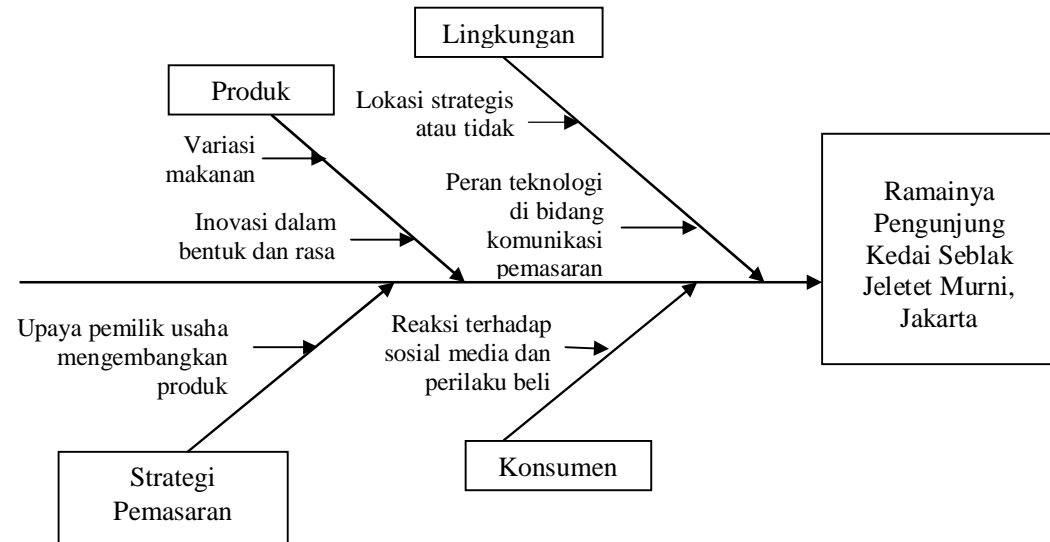 Lingkungan
Produk
Lokasi strategis
atau tidak
Variasi
makanan
Peran teknologi
di bidang
komunikasi
pemasaran
Inovasi dalam
bentuk dan rasa
Ramainya
Pengunjung
Kedai Seblak
Jeletet Murni,
Jakarta
Upaya pemilik usaha
mengembangkan
produk
Reaksi terhadap
sosial media dan
perilaku beli
Strategi
Pemasaran
Konsumen